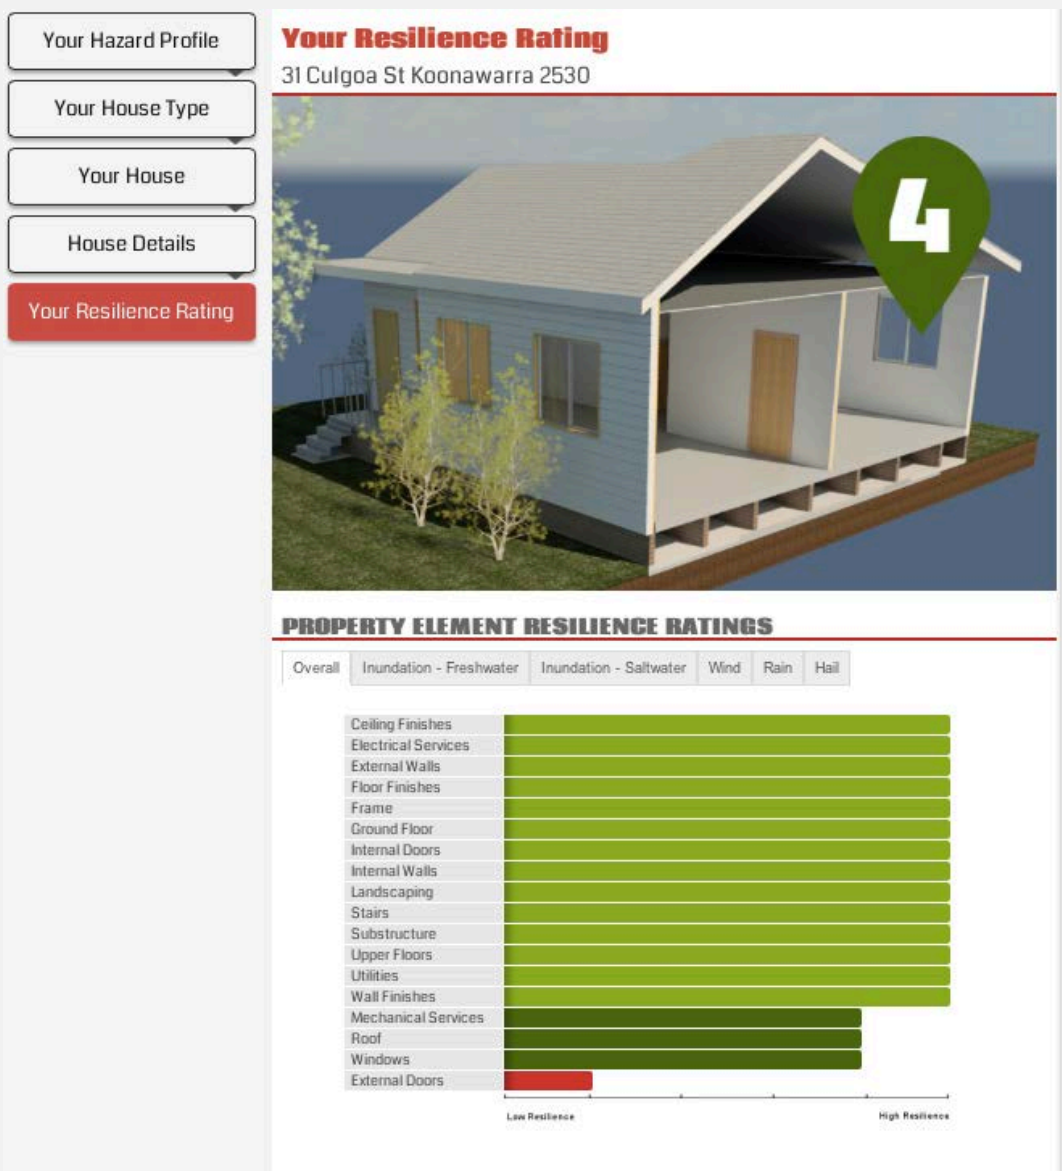 Your Hazard Profile
Your House Type
Your House
House Details
Your Resilience Rating
Your Resilience Rating
31 Culgoa St Koonawarra 2530
4
PROPERTY ELEMENT RESILIENCE RATINGS
Overall Inundation - Freshwater Inundation - Saltwater Wind Rain Hail
Ceiling Finishes
Electrical Services
External Walls
Floor Finishes
Frame
Ground Floor
Internal Doors
Internal Walls
Landscaping
Stairs
Substructure
Upper Floors
Utilities
Wall Finishes
Mechanical Services
Roof
Windows
External Doors
Low Resilience High Resilience